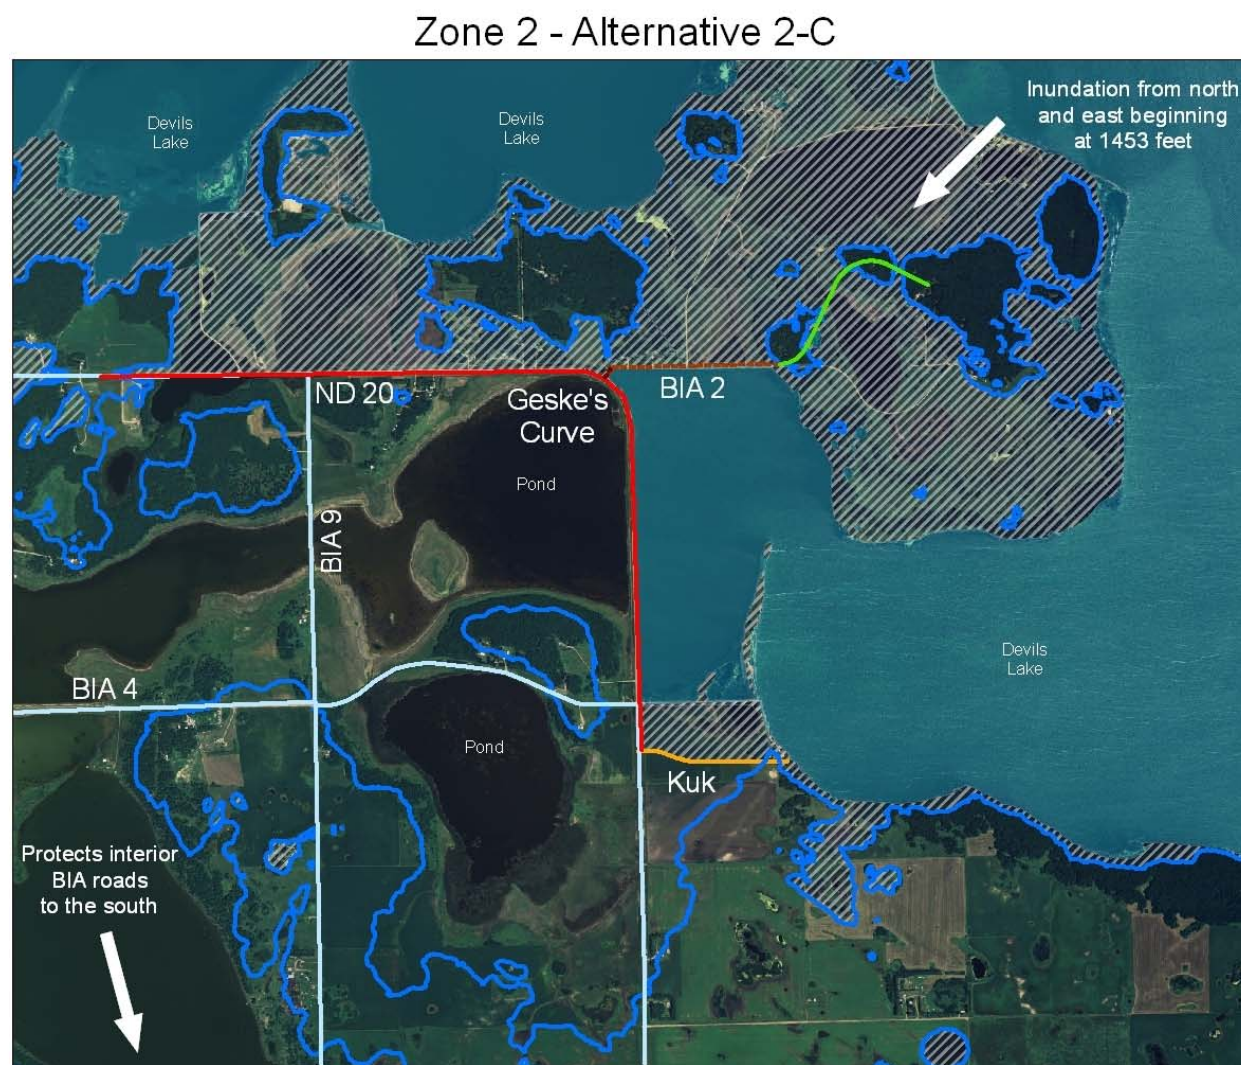 Zone 2 - Alternative 2-C
Inundation from north
and east beginning
at 1453 feet
Devils
Lake
Devils
Lake
ND 20
BIA 2
Geske's
Curve
Pond
BIA 9
Devils
Lake
BIA 4
Pond
Kuk
Protects interior
BIA roads
to the south